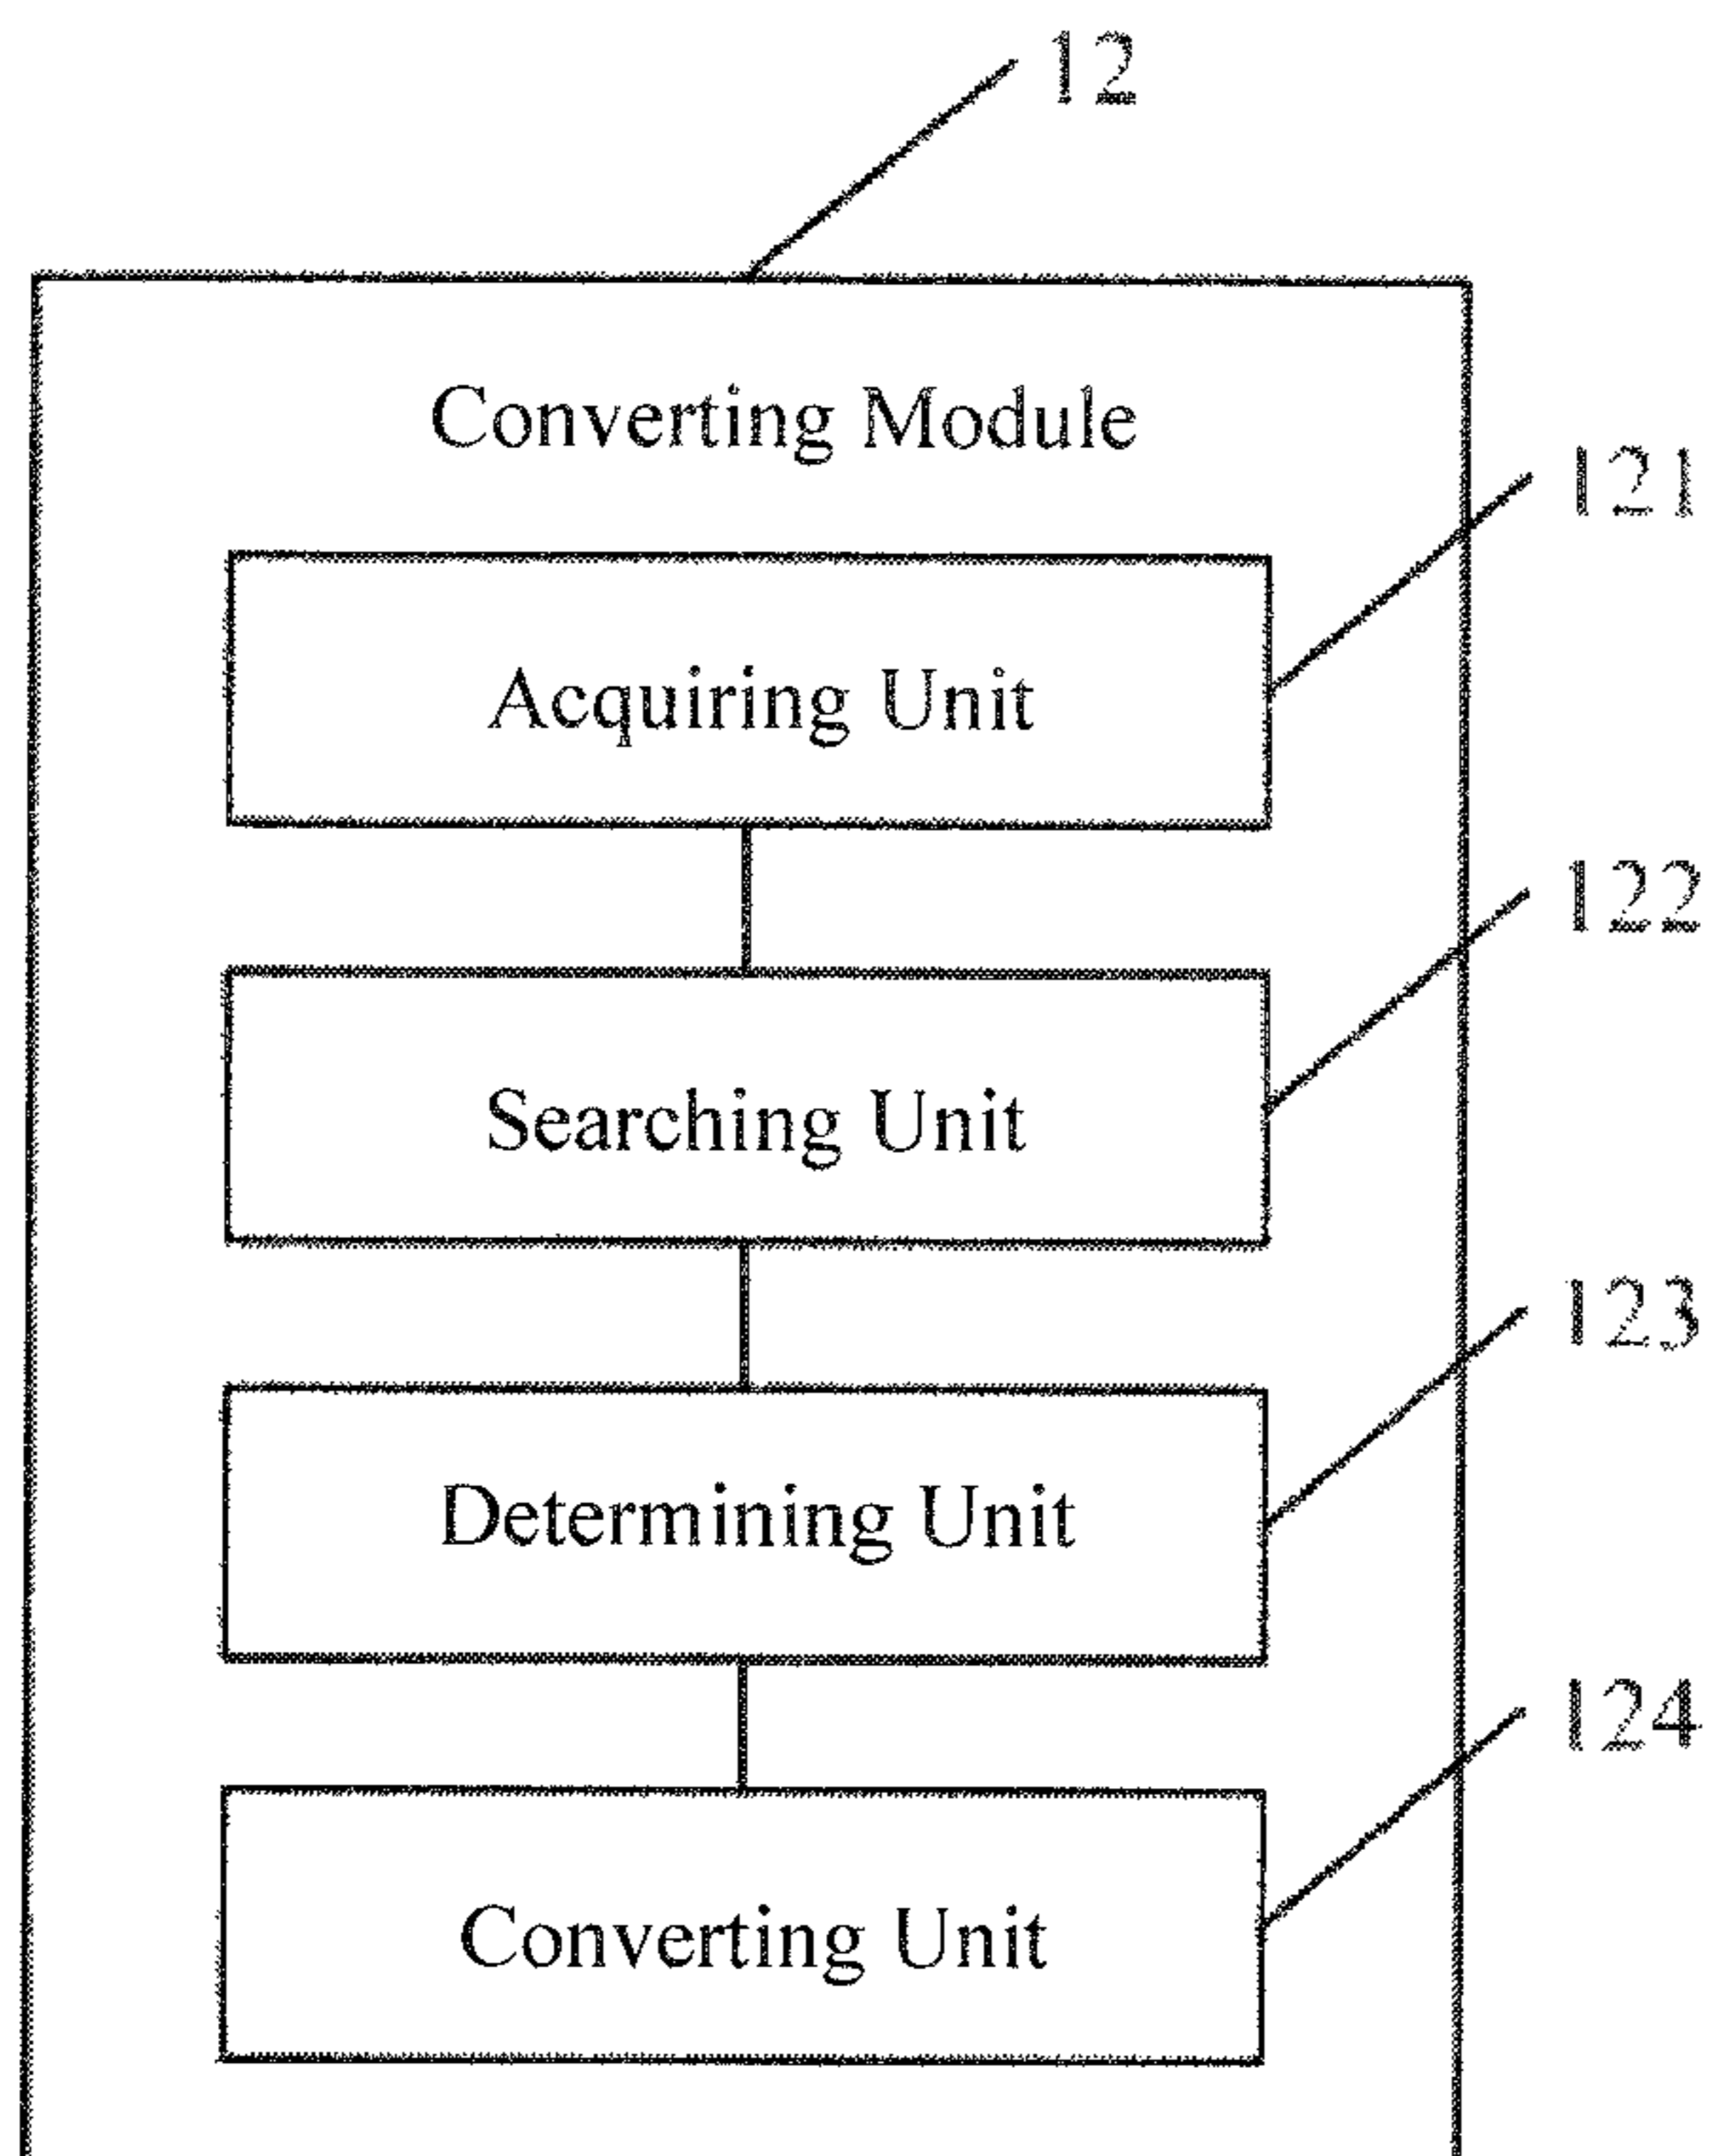 12
Converting Module
121
Acquiring Unit
122
Searching Unit
123
Determining Unit
124
Converting Unit